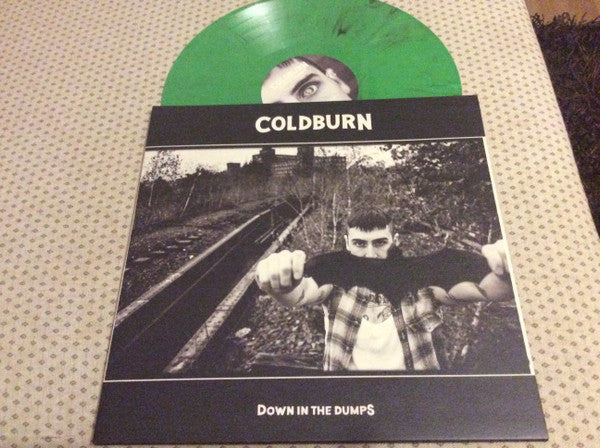 COLDBURN
DOWN IN THE DUMPS